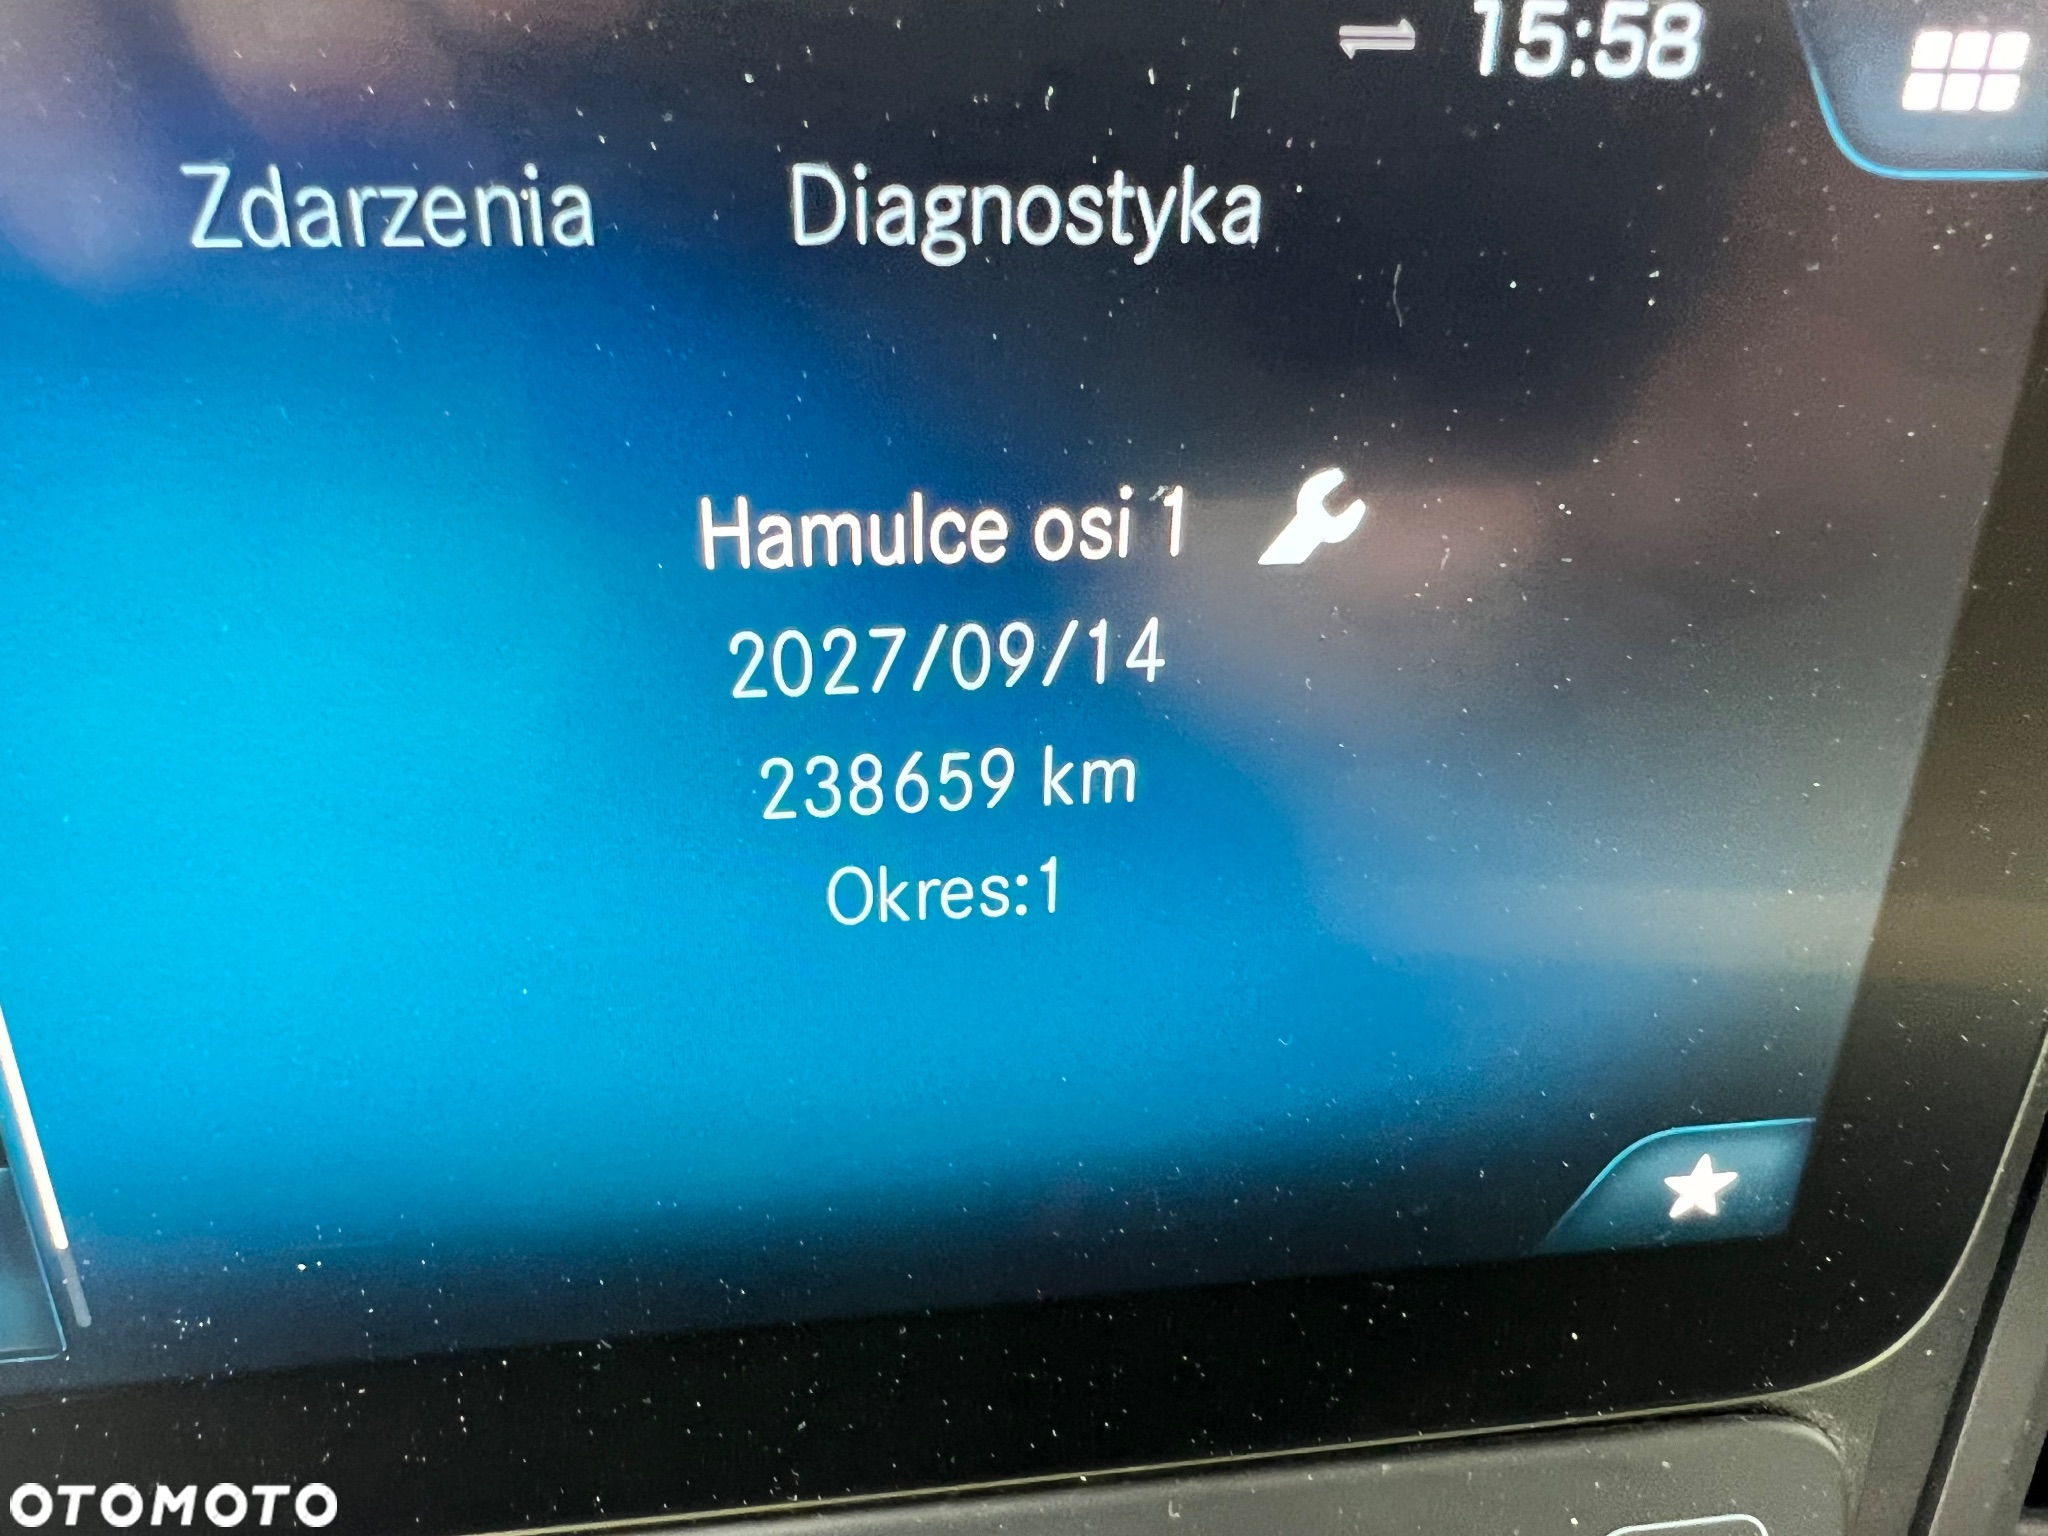 15:58
Zdarzenia Diagnostyka
Hamulce osi 1
2027/09/14
238659 km
Okres:1
OTOMOTO